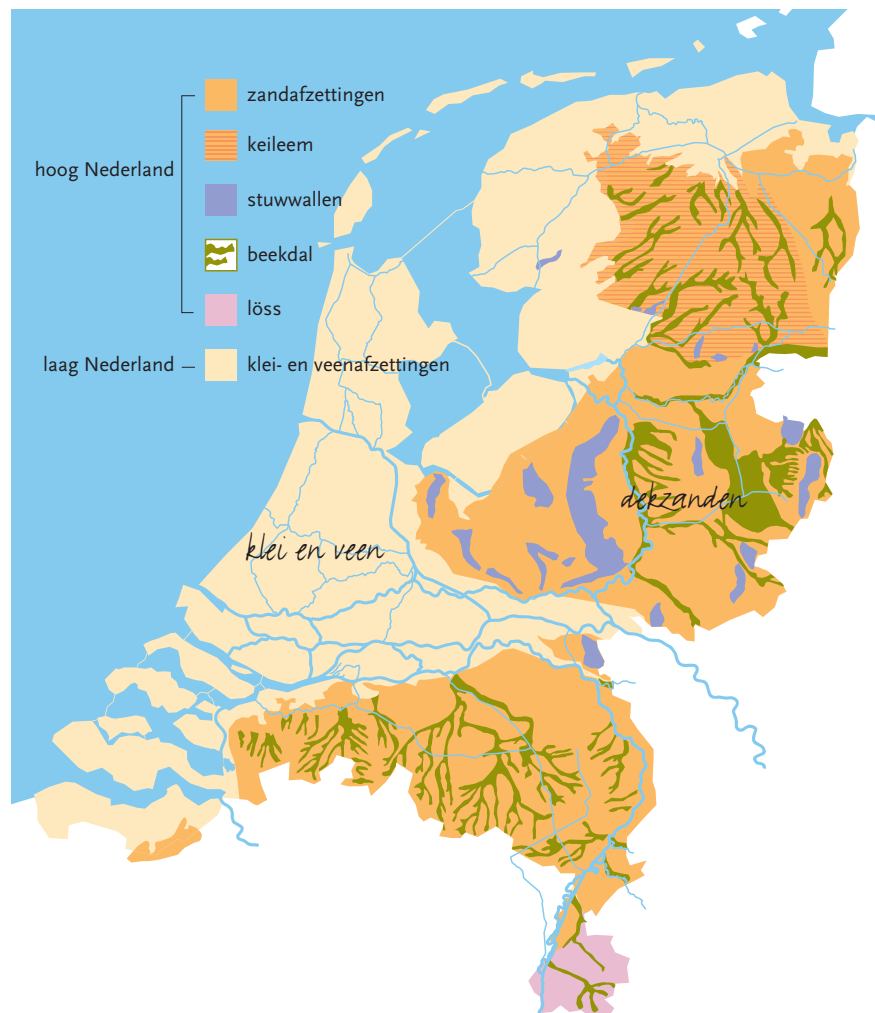 zandafzettingen
keileem
hoog Nederland
stuwwallen
beekdal
löss
laag Nederland
klei- en veenafzettingen
dekzanden
klei en veen